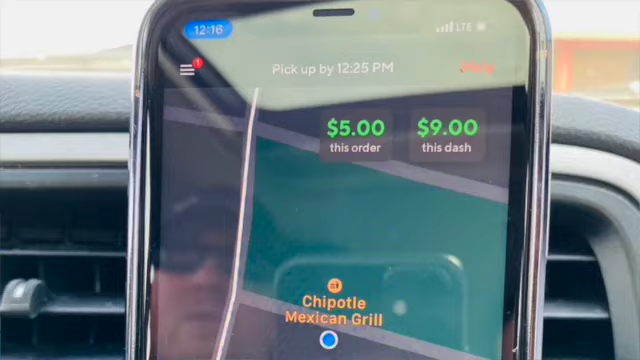 12:16
LTE
1
Pick up by 12:25 PM
$5.00
this order
$9.00
this dash
Chipotle
Mexican Grill